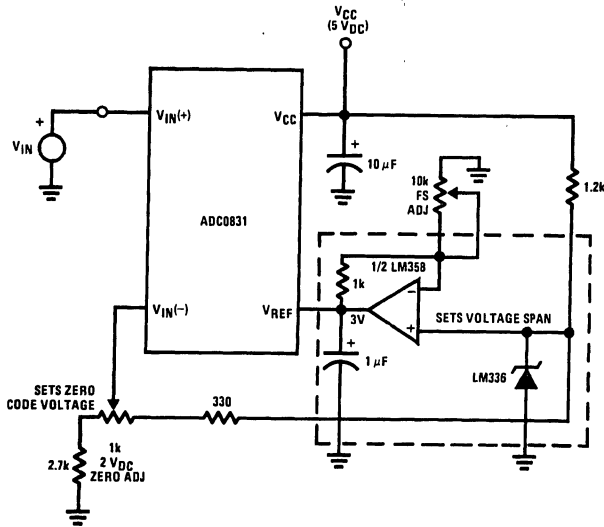 VCC
(5 VDC)
VIN(+)
VCC
+
VIN
+
10 µF
10k
FS
ADJ
1.2k
ADC0831
1/2 LM358
1k
VIN(−)
VREF
3V
−
+
SETS VOLTAGE SPAN
+
1 µF
LM336
SETS ZERO
CODE VOLTAGE
330
1k
2 VDC
ZERO ADJ
2.7k